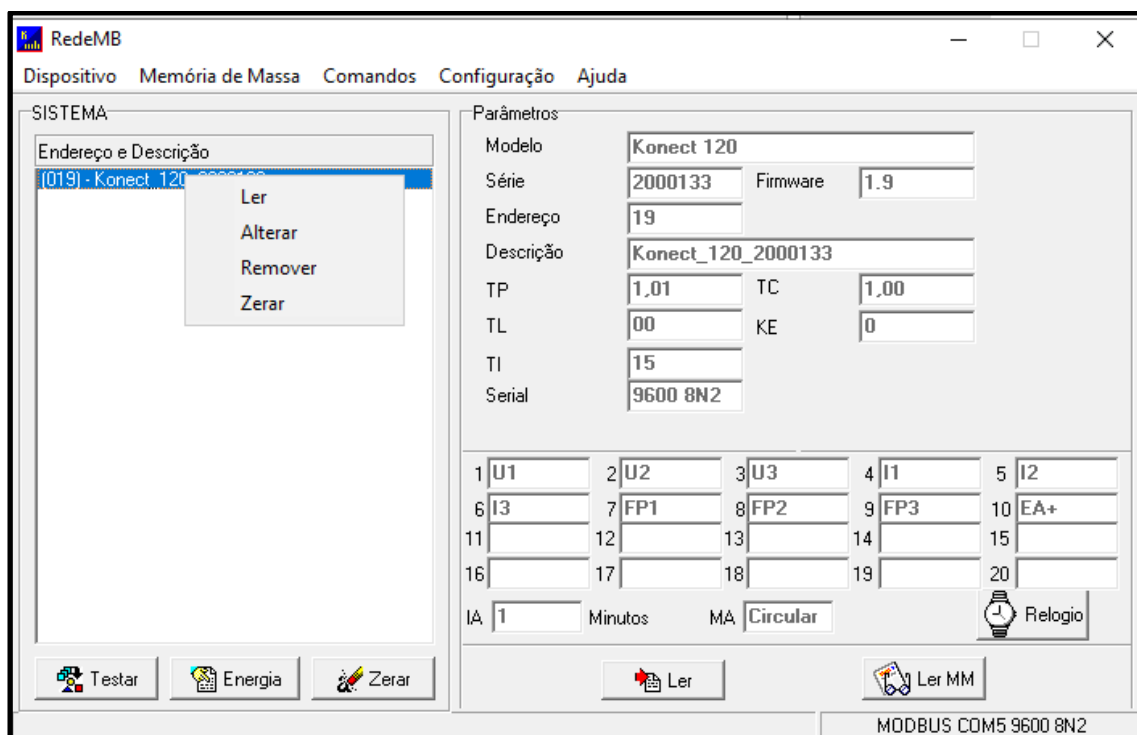 RedeMB
Dispositivo Memória de Massa Comandos Configuração Ajuda
SISTEMA
Endereço e Descrição
(019) - Konect_120_2000133
Ler
Alterar
Remover
Zerar
Testar Energia Zerar
Parâmetros
Modelo Konect 120
Série 2000133 Firmware 1.9
Endereço 19
Descrição Konect_120_2000133
TP 1,01 TC 1,00
TL 00 KE 0
TI 15
Serial 9600 8N2
1 U1 2 U2 3 U3 4 I1 5 I2
6 I3 7 FP1 8 FP2 9 FP3 10 EA+
11 12 13 14 15
16 17 18 19 20
IA 1 Minutos MA Circular Relogio
Ler Ler MM
MODBUS COM5 9600 8N2